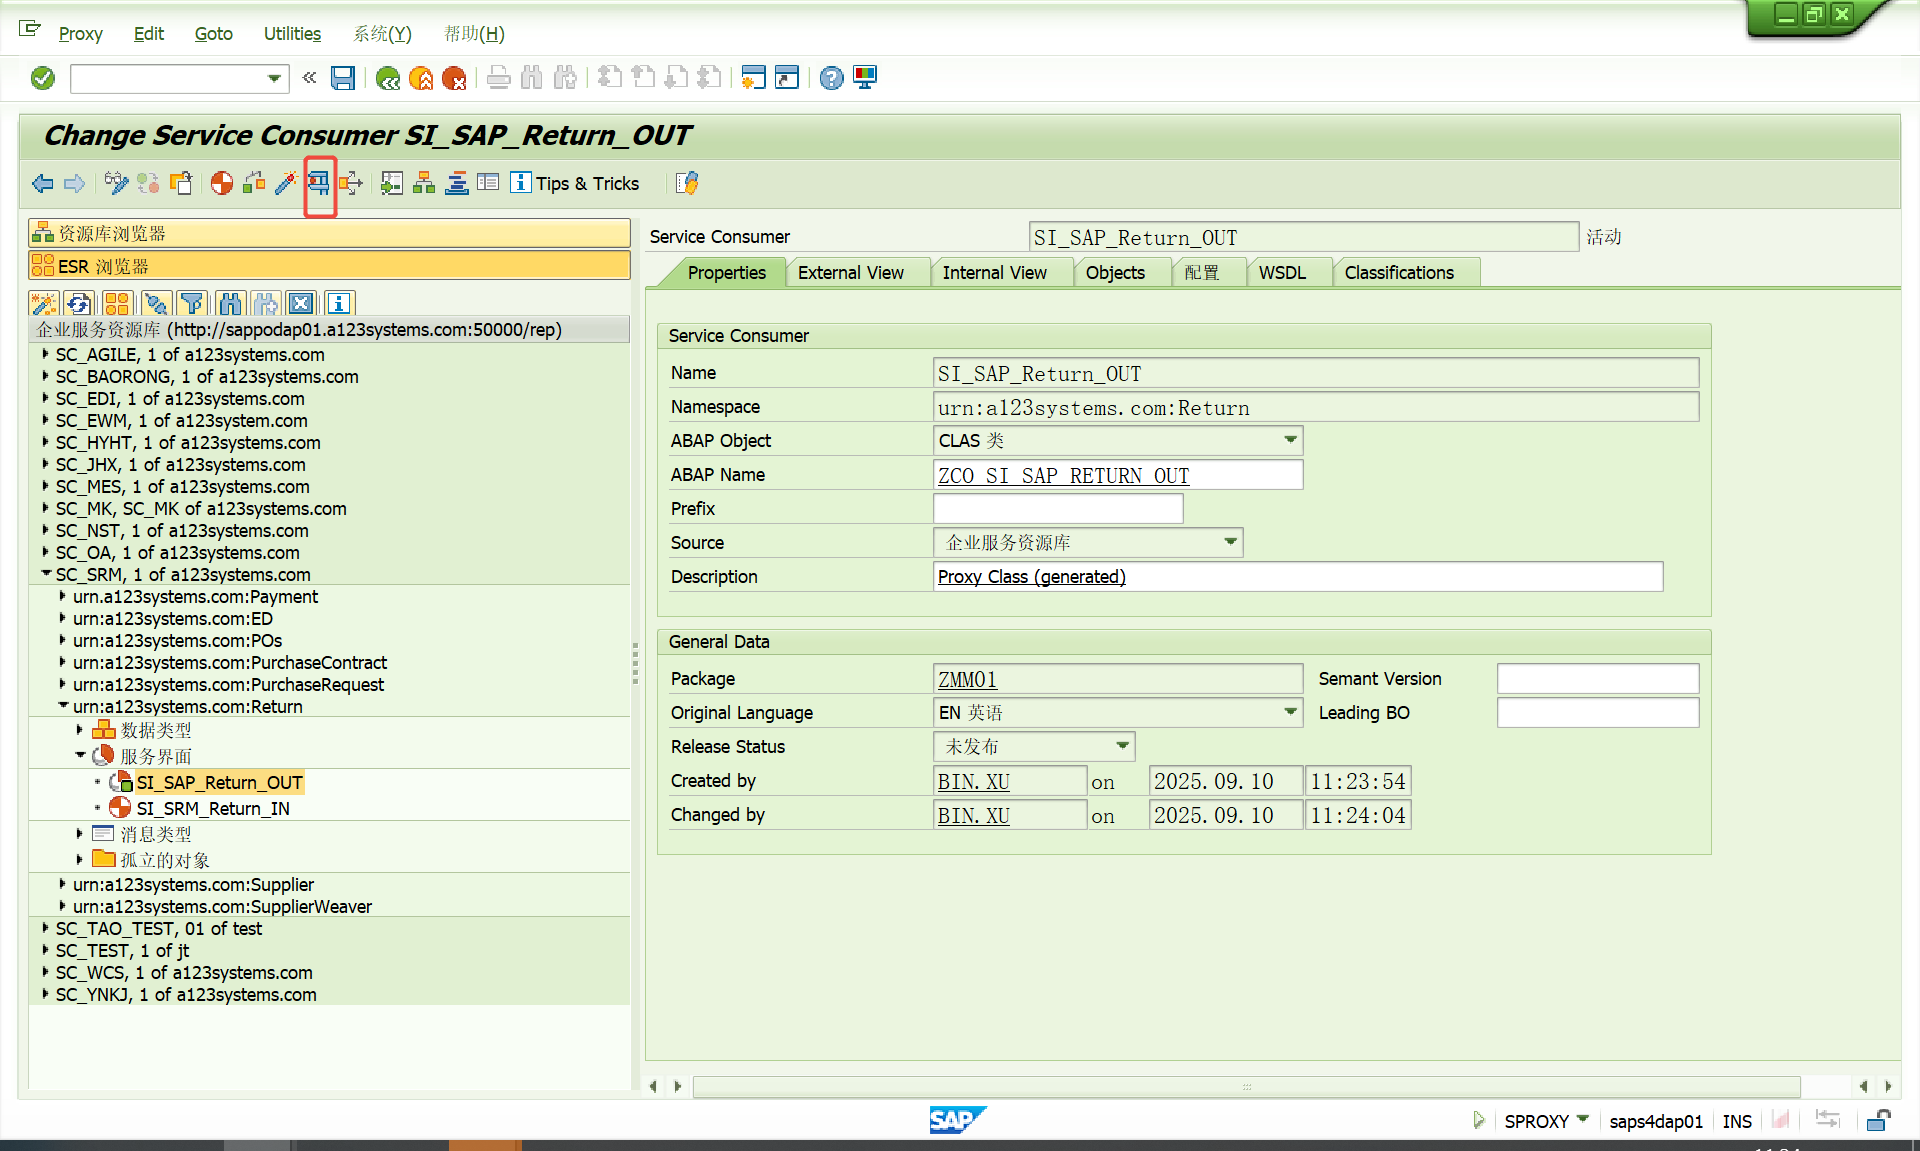 Proxy Edit Goto Utilities 系统(Y) 帮助(H)
Change Service Consumer SI_SAP_Return_OUT
Tips & Tricks
资源库浏览器
ESR 浏览器
企业服务资源库 (http://sappodap01.a123systems.com:50000/rep)
SC_AGILE, 1 of a123systems.com
SC_BAORONG, 1 of a123systems.com
SC_EDI, 1 of a123systems.com
SC_EWM, 1 of a123system.com
SC_HYHT, 1 of a123systems.com
SC_JHX, 1 of a123systems.com
SC_MES, 1 of a123systems.com
SC_MK, SC_MK of a123systems.com
SC_NST, 1 of a123systems.com
SC_OA, 1 of a123systems.com
SC_SRM, 1 of a123systems.com
urn.a123systems.com:Payment
urn:a123systems.com:ED
urn:a123systems.com:POs
urn:a123systems.com:PurchaseContract
urn:a123systems.com:PurchaseRequest
urn:a123systems.com:Return
数据类型
服务界面
SI_SAP_Return_OUT
SI_SRM_Return_IN
消息类型
孤立的对象
urn:a123systems.com:Supplier
urn:a123systems.com:SupplierWeaver
SC_TAO_TEST, 01 of test
SC_TEST, 1 of jt
SC_WCS, 1 of a123systems.com
SC_YNKJ, 1 of a123systems.com
Service Consumer SI_SAP_Return_OUT 活动
Properties External View Internal View Objects 配置 WSDL Classifications
Service Consumer
Name SI_SAP_Return_OUT
Namespace urn:a123systems.com:Return
ABAP Object CLAS 类
ABAP Name ZCO_SI_SAP_RETURN_OUT
Prefix
Source 企业服务资源库
Description Proxy Class (generated)
General Data
Package ZMM01 Semant Version
Original Language EN 英语 Leading BO
Release Status 未发布
Created by BIN.XU on 2025.09.10 11:23:54
Changed by BIN.XU on 2025.09.10 11:24:04
SAP
SPROXY saps4dap01 INS